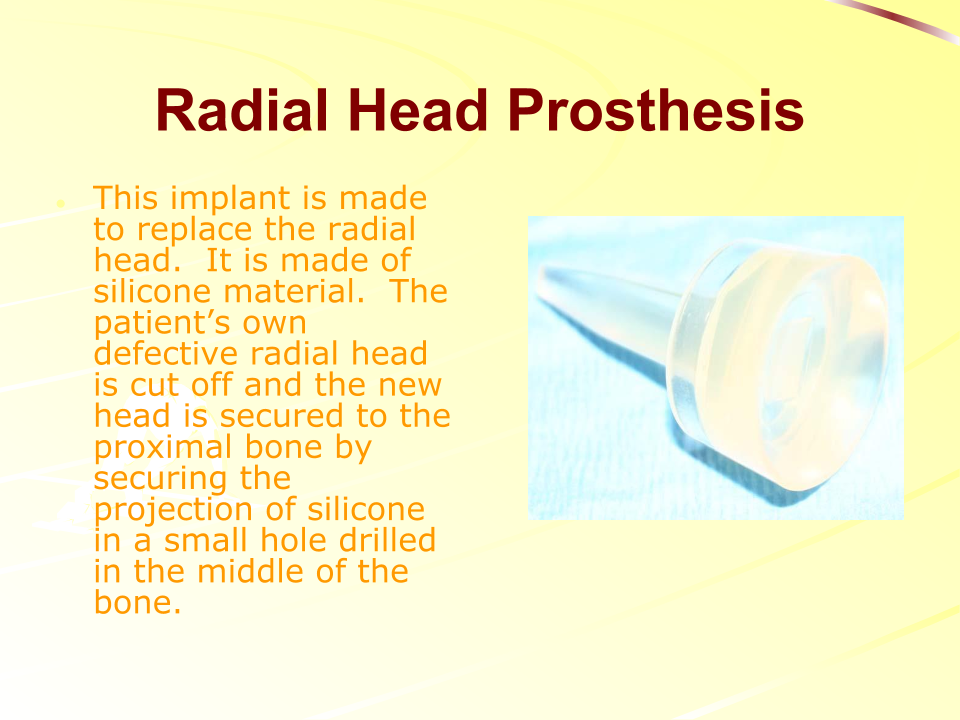 Radial Head Prosthesis
This implant is made
to replace the radial
head.  It is made of
silicone material.  The
patient’s own
defective radial head
is cut off and the new
head is secured to the
proximal bone by
securing the
projection of silicone
in a small hole drilled
in the middle of the
bone.